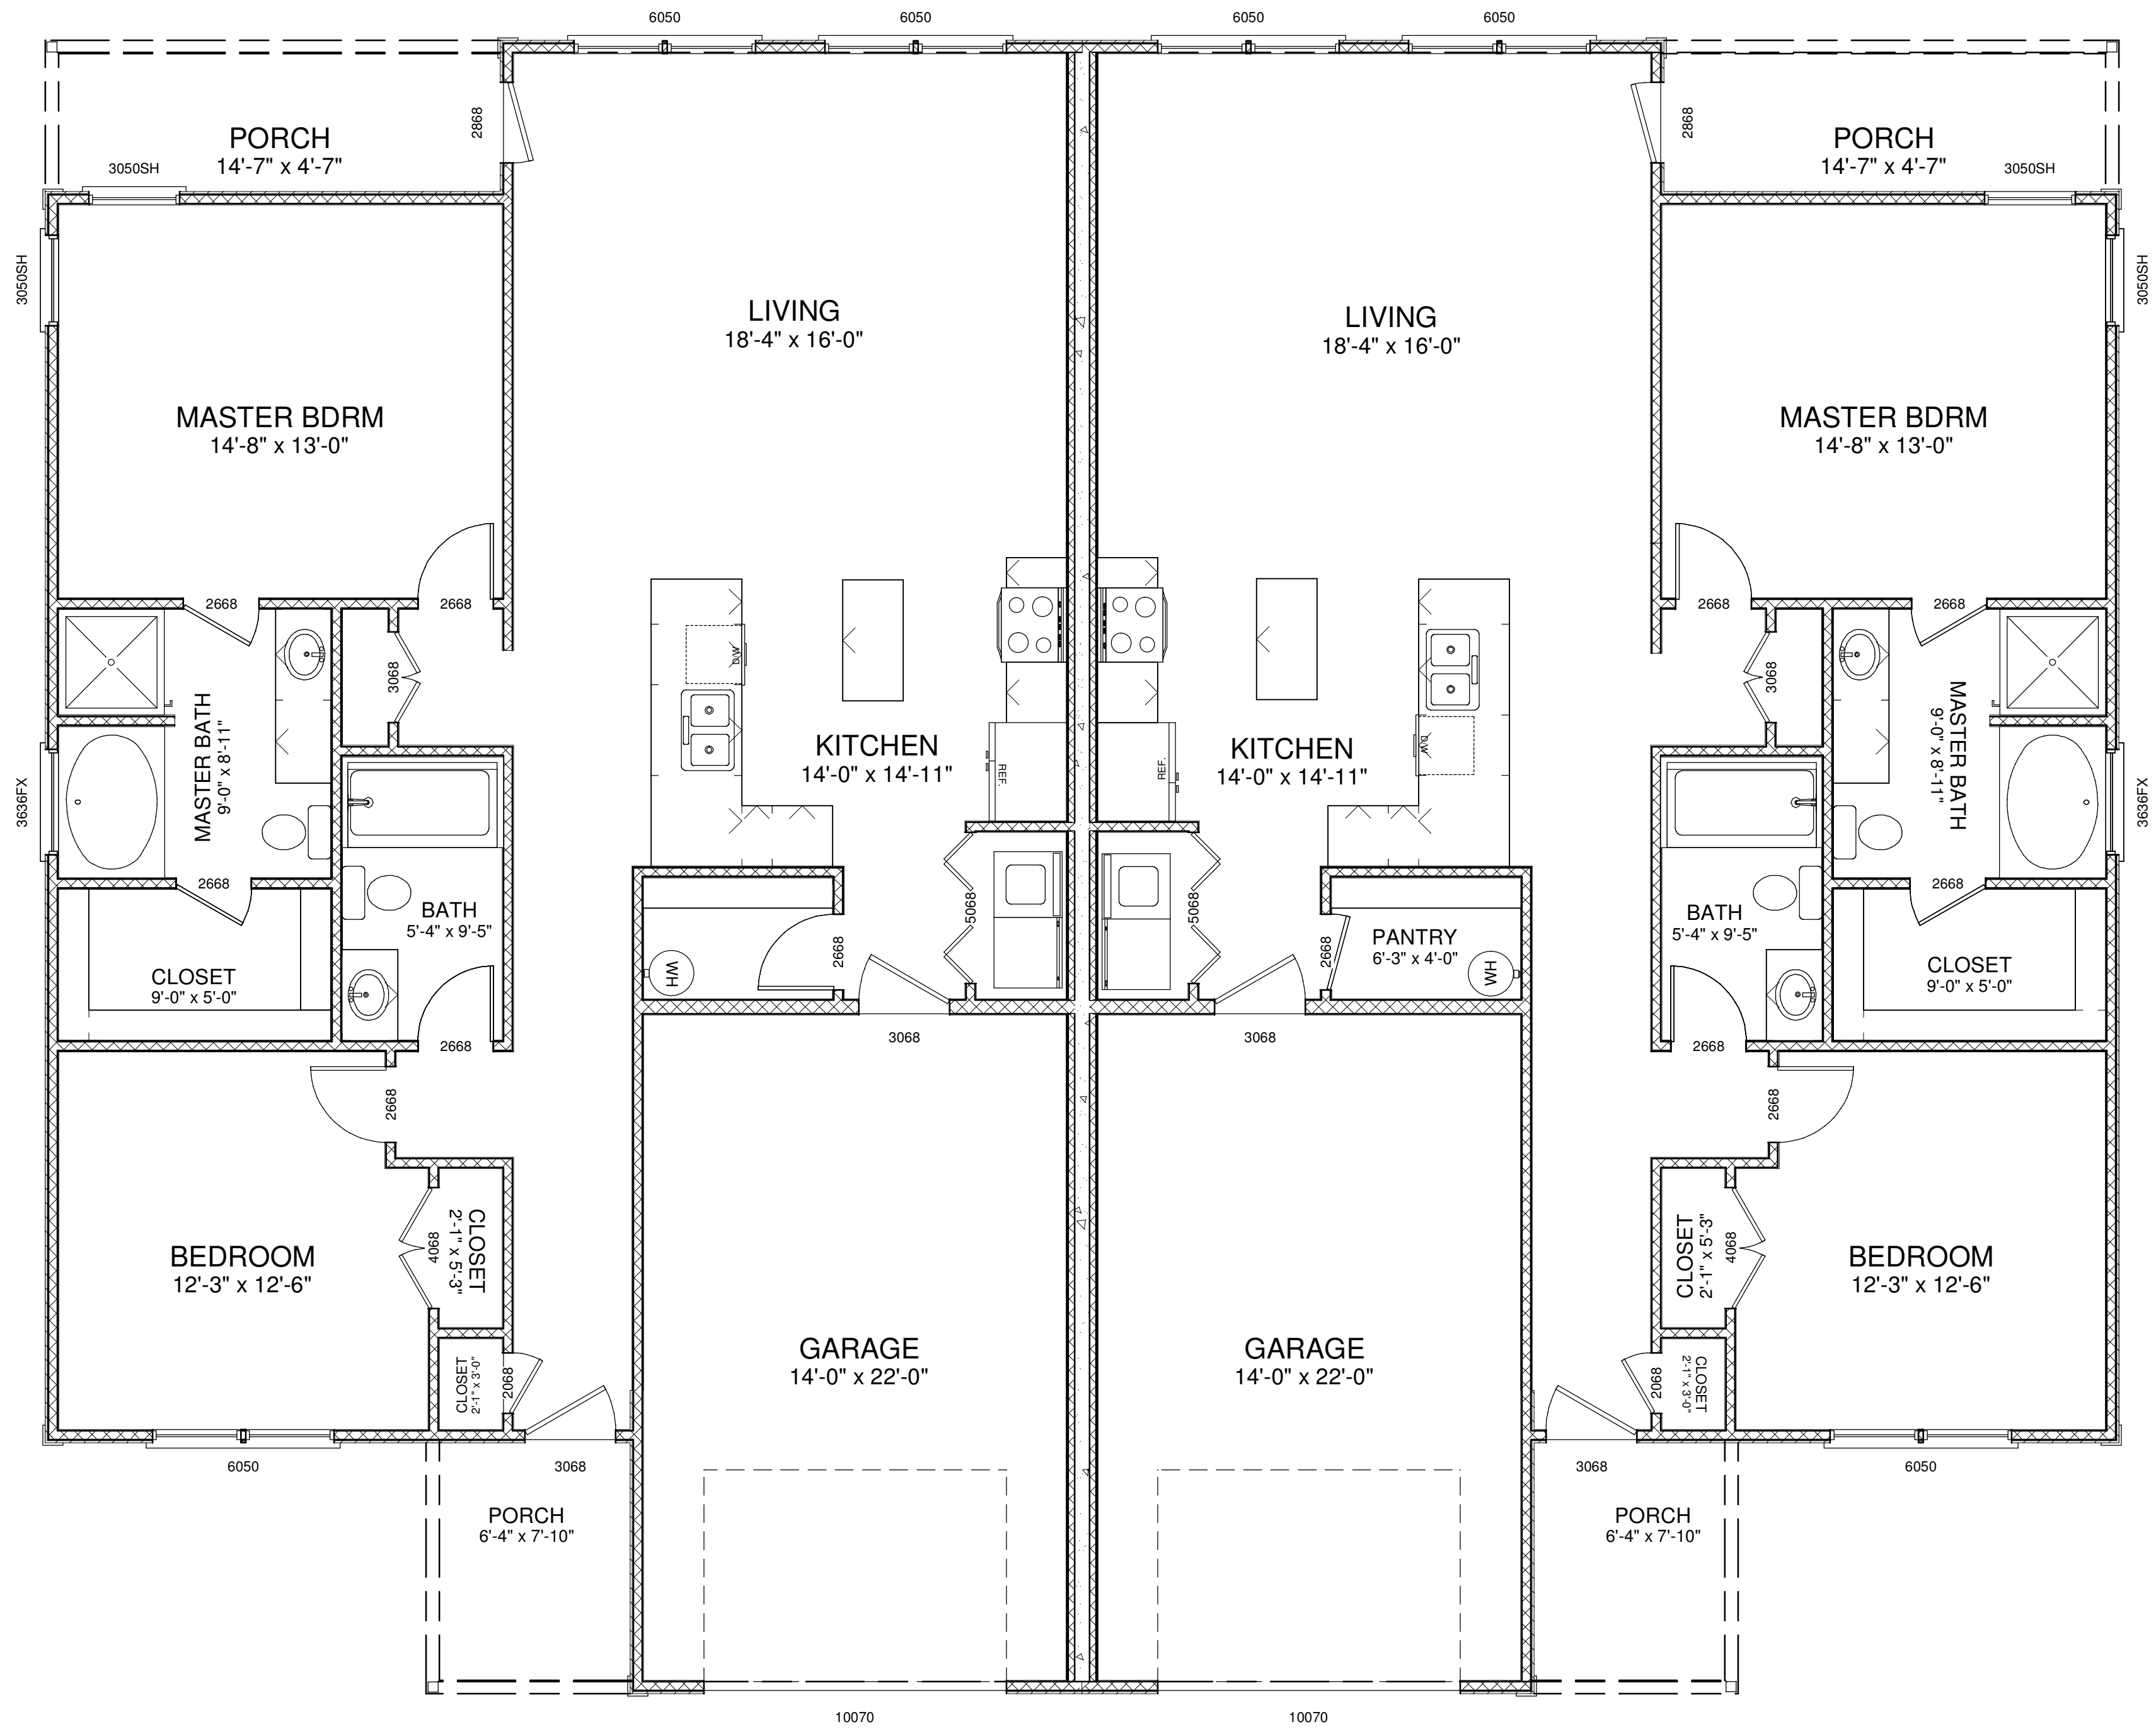 6050
6050
6050
6050
2868
2868
PORCH
14'-7" x 4'-7"
PORCH
14'-7" x 4'-7"
3050SH
3050SH
3050SH
3050SH
LIVING
18'-4" x 16'-0"
LIVING
18'-4" x 16'-0"
MASTER BDRM
14'-8" x 13'-0"
MASTER BDRM
14'-8" x 13'-0"
2668
2668
2668
2668
3068
3068
D/W
D/W
MASTER BATH
9'-0" x 8'-11"
MASTER BATH
9'-0" x 8'-11"
KITCHEN
14'-0" x 14'-11"
KITCHEN
14'-0" x 14'-11"
REF.
REF.
3636FX
3636FX
2668
2668
BATH
5'-4" x 9'-5"
BATH
5'-4" x 9'-5"
5068
5068
2668
2668
PANTRY
6'-3" x 4'-0"
WH
WH
CLOSET
9'-0" x 5'-0"
CLOSET
9'-0" x 5'-0"
3068
3068
2668
2668
2668
2668
CLOSET
2'-1" x 5'-3"
CLOSET
2'-1" x 5'-3"
4068
4068
BEDROOM
12'-3" x 12'-6"
BEDROOM
12'-3" x 12'-6"
GARAGE
14'-0" x 22'-0"
GARAGE
14'-0" x 22'-0"
CLOSET
2'-1" x 3'-0"
CLOSET
2'-1" x 3'-0"
2068
2068
6050
3068
3068
6050
PORCH
6'-4" x 7'-10"
PORCH
6'-4" x 7'-10"
10070
10070